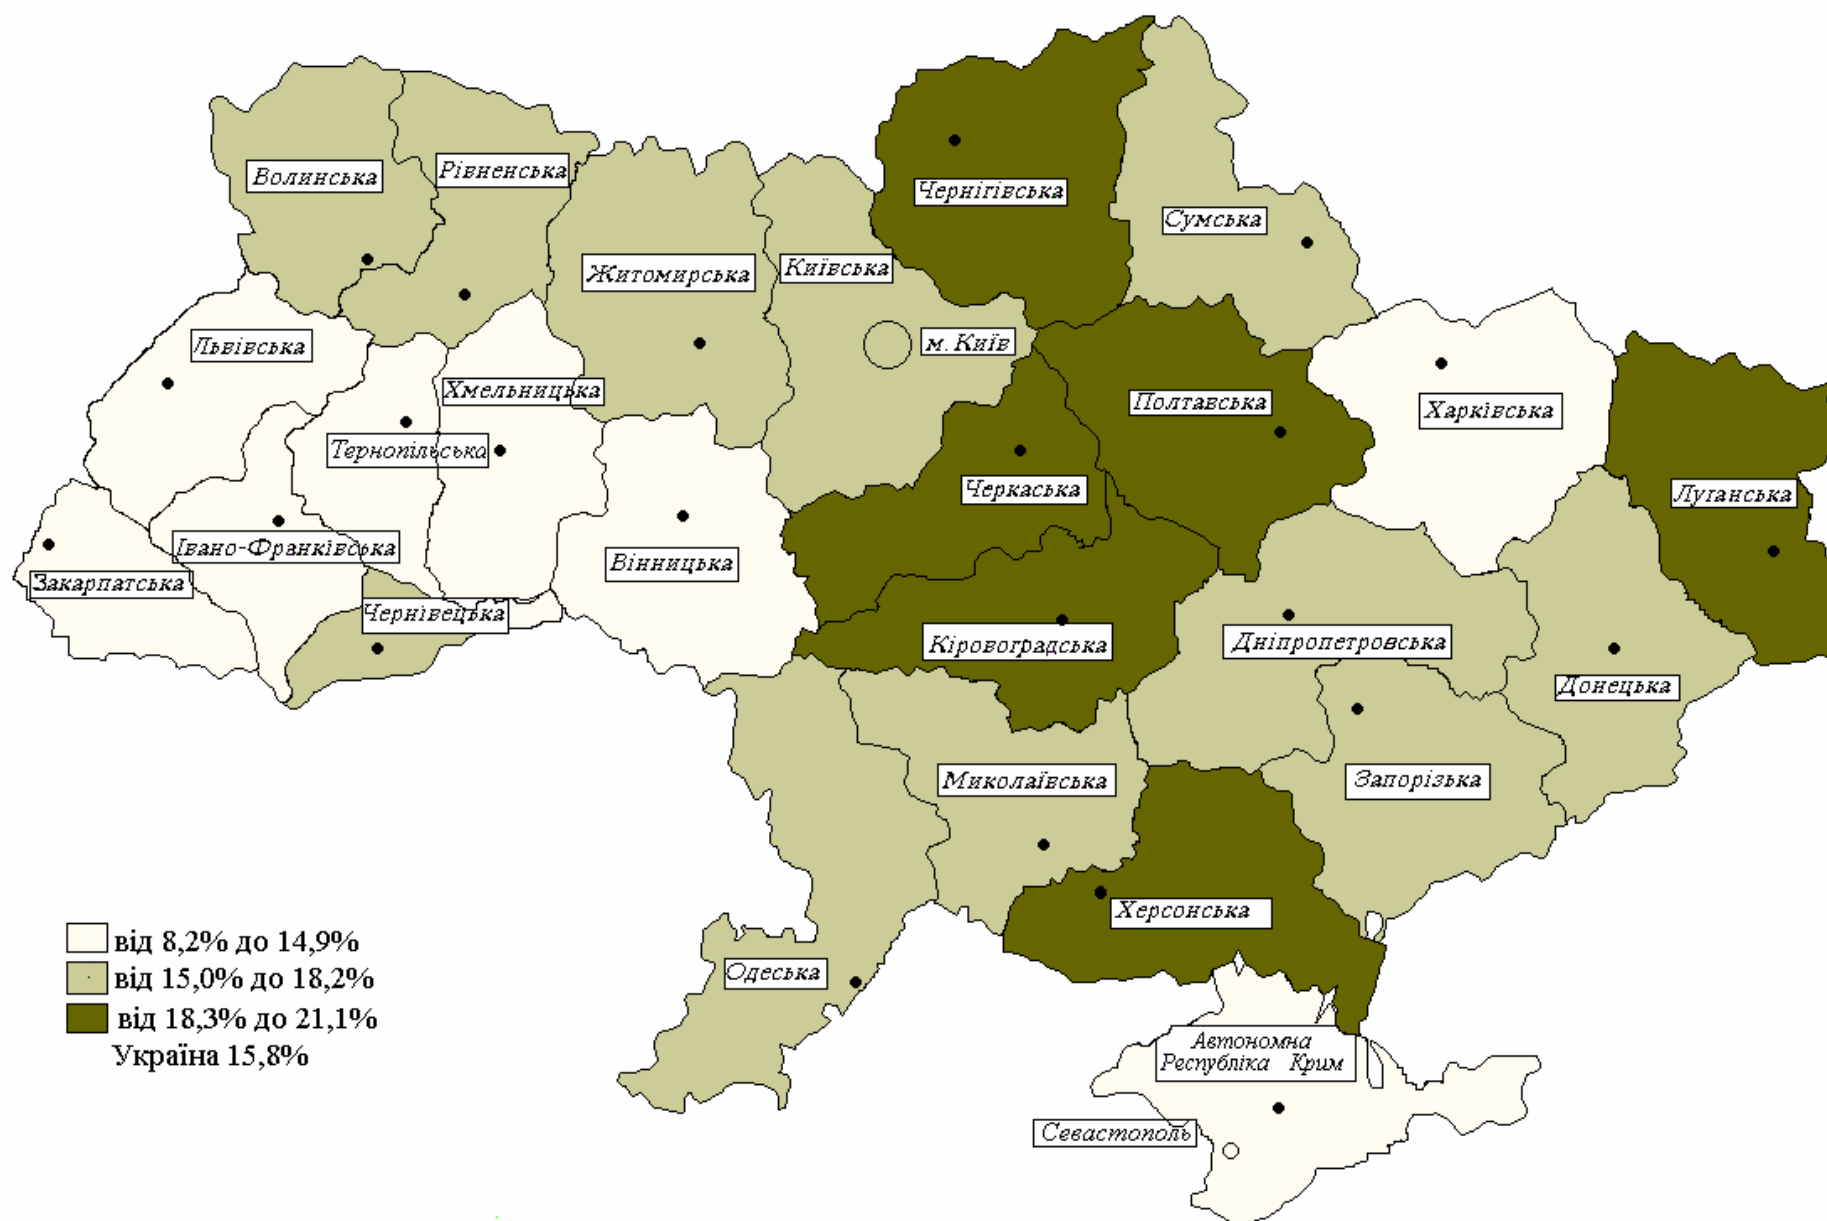 Волинська
Рівненська
Чернігівська
Сумська
Житомирська
Київська
м. Київ
Львівська
Хмельницька
Тернопільська
Полтавська
Харківська
Черкаська
Луганська
Івано-Франківська
Закарпатська
Вінницька
Чернівецька
Кіровоградська
Дніпропетровська
Донецька
Миколаївська
Запорізька
Херсонська
Одеська
Автономна
Республіка Крим
Севастополь
від 8,2% до 14,9%
від 15,0% до 18,2%
від 18,3% до 21,1%
Україна 15,8%